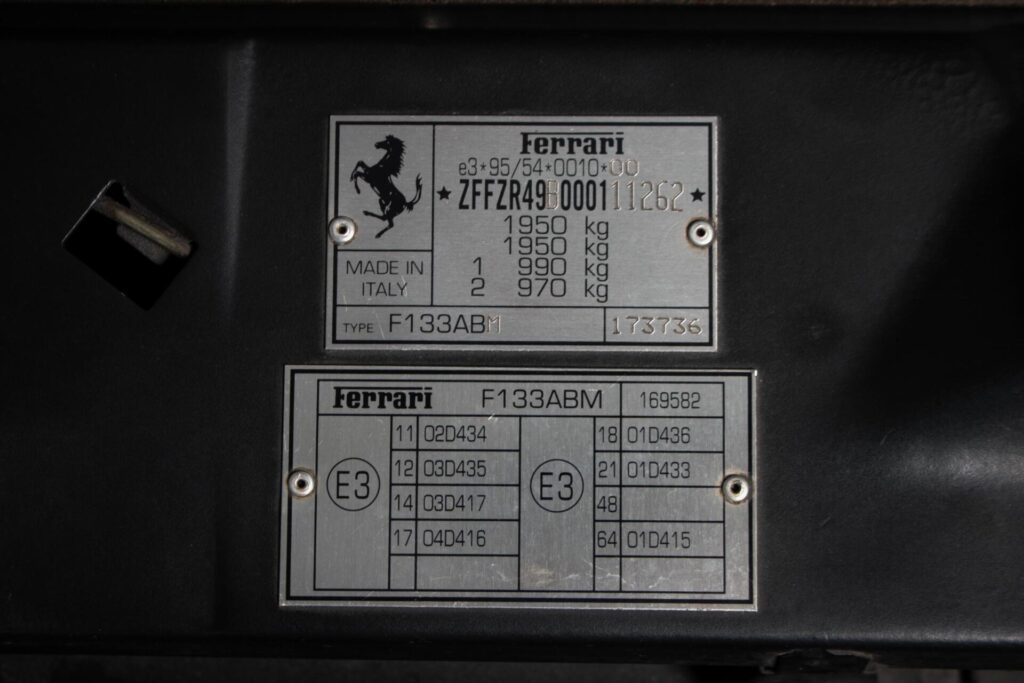 Ferrari
e3*95/54*0010*00
★ZFFZR49B000111262★
1950 kg
1950 kg
1 990 kg
2 970 kg
MADE IN
ITALY
TYPE F133ABM
173736
Ferrari F133ABM 169582
E3
11 02D434
12 03D435
14 03D417
17 04D416
E3
18 01D436
21 01D433
48
64 01D415